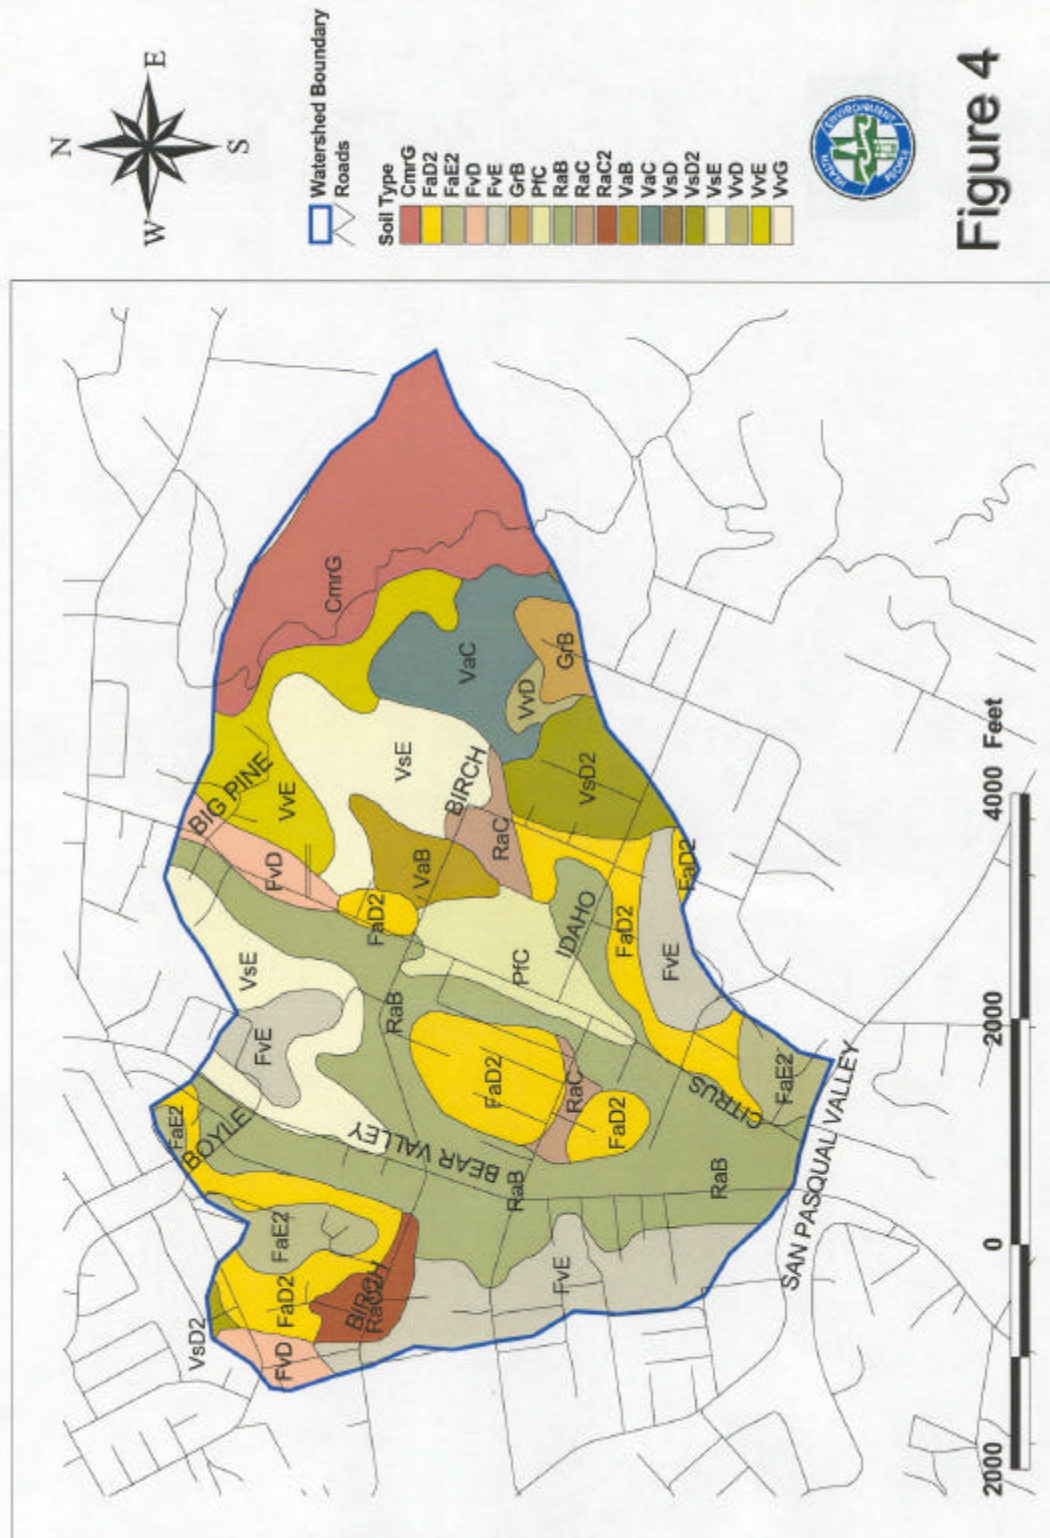 N
W
E
S
Watershed Boundary
Roads
Soil Type
CmrG
FaD2
FaE2
FvD
FvE
GrB
PfC
RaB
RaC
RaC2
VaB
VaC
VsD
VsD2
VsE
VvD
VvE
VvG
ENVIRONMENT
PEOPLE
HEALTH
Figure 4
CmrG
BIG PINE
VvE
VaC
GrB
VvD
VsE
BIRCH
VsD2
FvD
VaB
RaC
FaD2
FaD2
VsE
PfC
IDAHO
FaD2
FvE
RaB
FvE
FaD2
RaC
FaD2
CITRUS
FaE2
FaE2
BOYLE
BEAR VALLEY
RaB
RaB
SAN PASQUAL VALLEY
FaE2
FaD2
BIRCH
RaC2
FvE
VsD2
FvD
2000
0
2000
4000 Feet